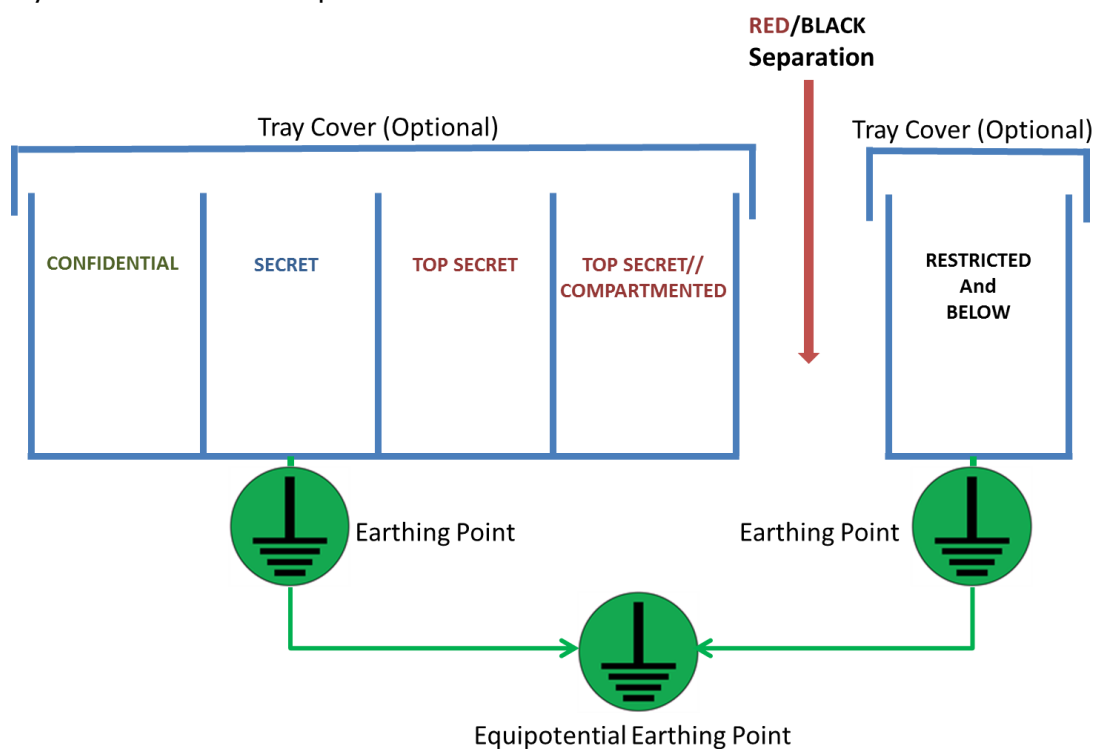 RED/BLACK
Separation
Tray Cover (Optional)
Tray Cover (Optional)
CONFIDENTIAL
SECRET
TOP SECRET
TOP SECRET//
COMPARTMENTED
RESTRICTED
And
BELOW
Earthing Point
Earthing Point
Equipotential Earthing Point